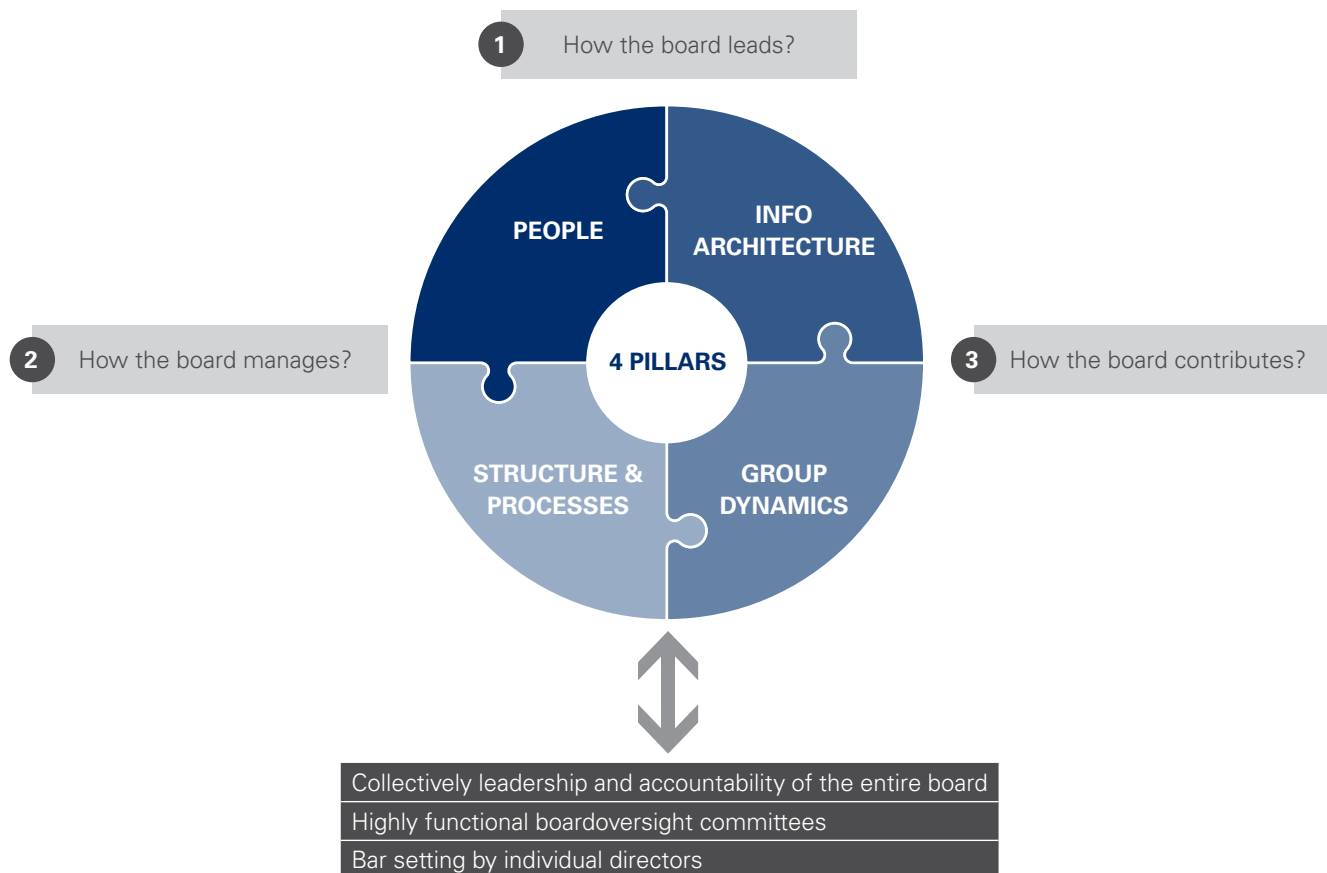 1 How the board leads?
PEOPLE
INFO
ARCHITECTURE
2 How the board manages?
4 PILLARS
3 How the board contributes?
STRUCTURE &
PROCESSES
GROUP
DYNAMICS
Collectively leadership and accountability of the entire board
Highly functional boardoversight committees
Bar setting by individual directors